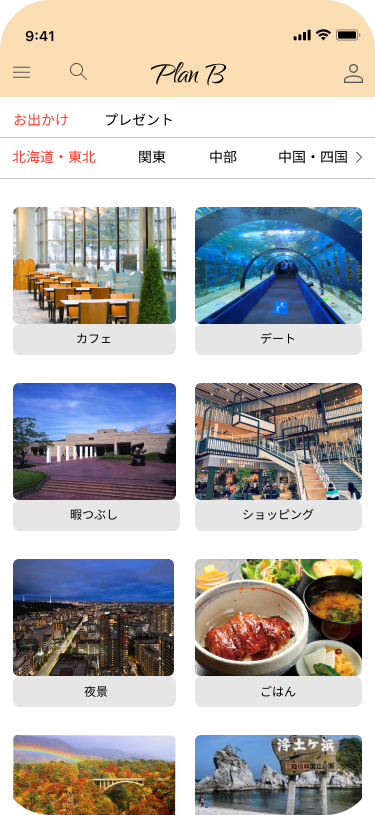 9:41
Plan B
お出かけ プレゼント
北海道・東北 関東 中部 中国・四国
カフェ デート
暇つぶし ショッピング
夜景 ごはん
浄土ヶ浜